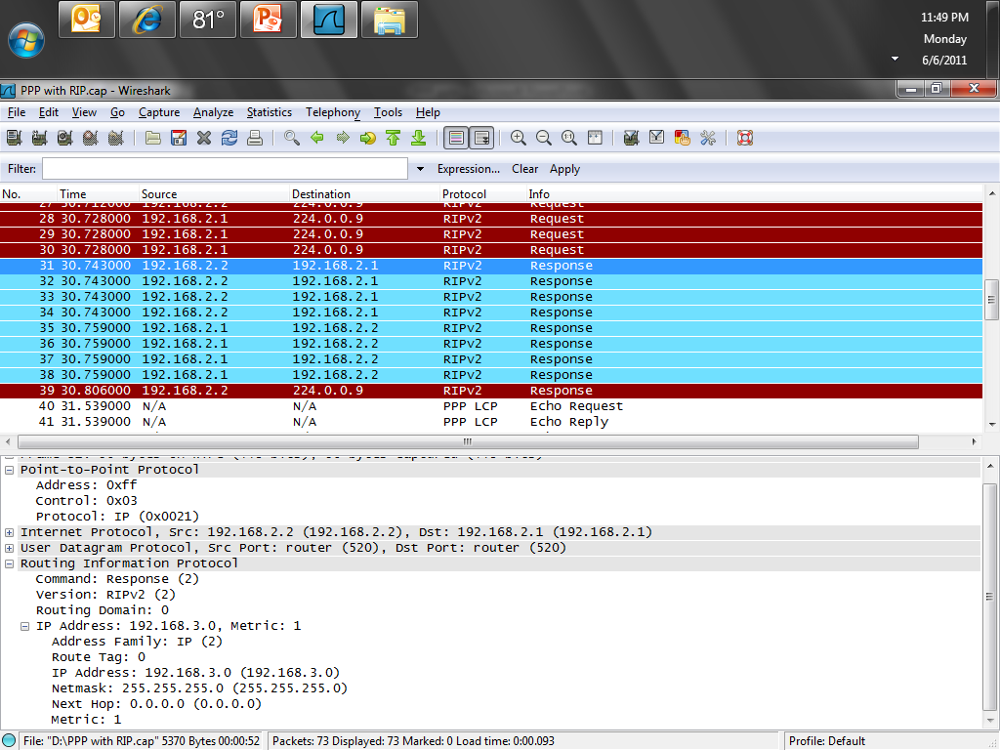 81°
11:49 PM
Monday
6/6/2011
PPP with RIP.cap - Wireshark
File Edit View Go Capture Analyze Statistics Telephony Tools Help
Filter: Expression... Clear Apply
No. Time Source Destination Protocol Info
27 30.712000 192.168.2.2 224.0.0.9 RIPv2 Request
28 30.728000 192.168.2.1 224.0.0.9 RIPv2 Request
29 30.728000 192.168.2.1 224.0.0.9 RIPv2 Request
30 30.728000 192.168.2.1 224.0.0.9 RIPv2 Request
31 30.743000 192.168.2.2 192.168.2.1 RIPv2 Response
32 30.743000 192.168.2.2 192.168.2.1 RIPv2 Response
33 30.743000 192.168.2.2 192.168.2.1 RIPv2 Response
34 30.743000 192.168.2.2 192.168.2.1 RIPv2 Response
35 30.759000 192.168.2.1 192.168.2.2 RIPv2 Response
36 30.759000 192.168.2.1 192.168.2.2 RIPv2 Response
37 30.759000 192.168.2.1 192.168.2.2 RIPv2 Response
38 30.759000 192.168.2.1 192.168.2.2 RIPv2 Response
39 30.806000 192.168.2.2 224.0.0.9 RIPv2 Response
40 31.539000 N/A N/A PPP LCP Echo Request
41 31.539000 N/A N/A PPP LCP Echo Reply
Point-to-Point Protocol
Address: 0xff
Control: 0x03
Protocol: IP (0x0021)
Internet Protocol, Src: 192.168.2.2 (192.168.2.2), Dst: 192.168.2.1 (192.168.2.1)
User Datagram Protocol, Src Port: router (520), Dst Port: router (520)
Routing Information Protocol
Command: Response (2)
Version: RIPv2 (2)
Routing Domain: 0
IP Address: 192.168.3.0, Metric: 1
Address Family: IP (2)
Route Tag: 0
IP Address: 192.168.3.0 (192.168.3.0)
Netmask: 255.255.255.0 (255.255.255.0)
Next Hop: 0.0.0.0 (0.0.0.0)
Metric: 1
File: "D:\PPP with RIP.cap" 5370 Bytes 00:00:52 Packets: 73 Displayed: 73 Marked: 0 Load time: 0:00.093 Profile: Default